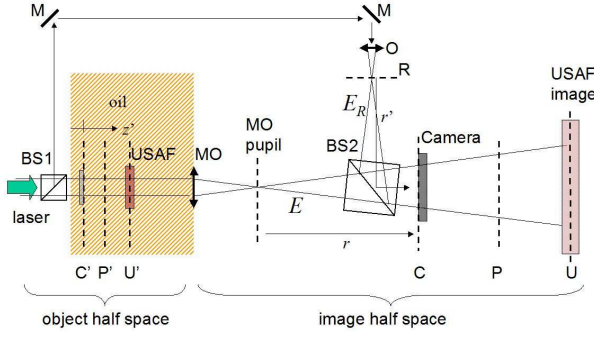 M
M
O
R
USAF
image
oil
z'
E_R
r'
BS1
USAF
MO
MO
pupil
BS2
Camera
laser
E
r
C'
P'
U'
C
P
U
object half space
image half space